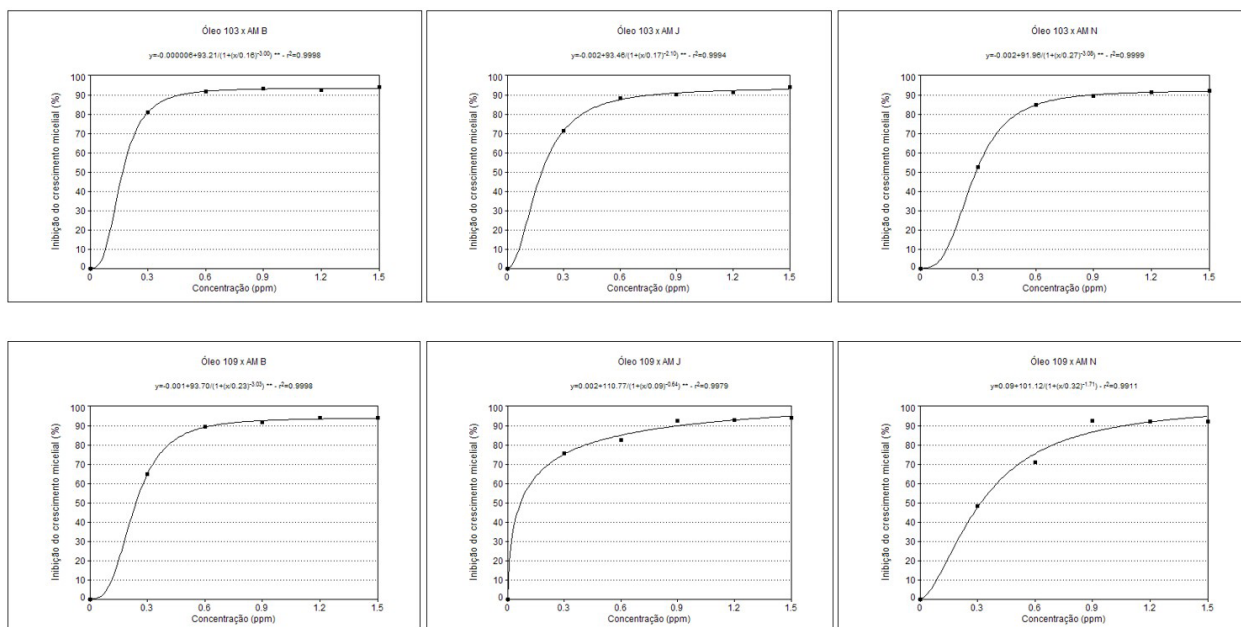 Óleo 103 x AM B
y=-0.000006+93.21/(1+(x/0.16)^-3.00) ** - r²=0.9998
Inibição do crescimento micelial (%)
100
90
80
70
60
50
40
30
20
10
0
0 0.3 0.6 0.9 1.2 1.5
Concentração (ppm)
Óleo 103 x AM J
y=-0.002+93.46/(1+(x/0.17)^-2.10) ** - r²=0.9994
Inibição do crescimento micelial (%)
100
90
80
70
60
50
40
30
20
10
0
0 0.3 0.6 0.9 1.2 1.5
Concentração (ppm)
Óleo 103 x AM N
y=-0.002+91.96/(1+(x/0.27)^-3.08) ** - r²=0.9999
Inibição do crescimento micelial (%)
100
90
80
70
60
50
40
30
20
10
0
0 0.3 0.6 0.9 1.2 1.5
Concentração (ppm)
Óleo 109 x AM B
y=-0.001+93.70/(1+(x/0.23)^-3.03) ** - r²=0.9998
Inibição do crescimento micelial (%)
100
90
80
70
60
50
40
30
20
10
0
0 0.3 0.6 0.9 1.2 1.5
Concentração (ppm)
Óleo 109 x AM J
y=0.002+110.77/(1+(x/0.09)^-0.64) ** - r²=0.9979
Inibição do crescimento micelial (%)
100
90
80
70
60
50
40
30
20
10
0
0 0.3 0.6 0.9 1.2 1.5
Concentração (ppm)
Óleo 109 x AM N
y=0.09+101.12/(1+(x/0.32)^-1.71) - r²=0.9911
Inibição do crescimento micelial (%)
100
90
80
70
60
50
40
30
20
10
0
0 0.3 0.6 0.9 1.2 1.5
Concentração (ppm)